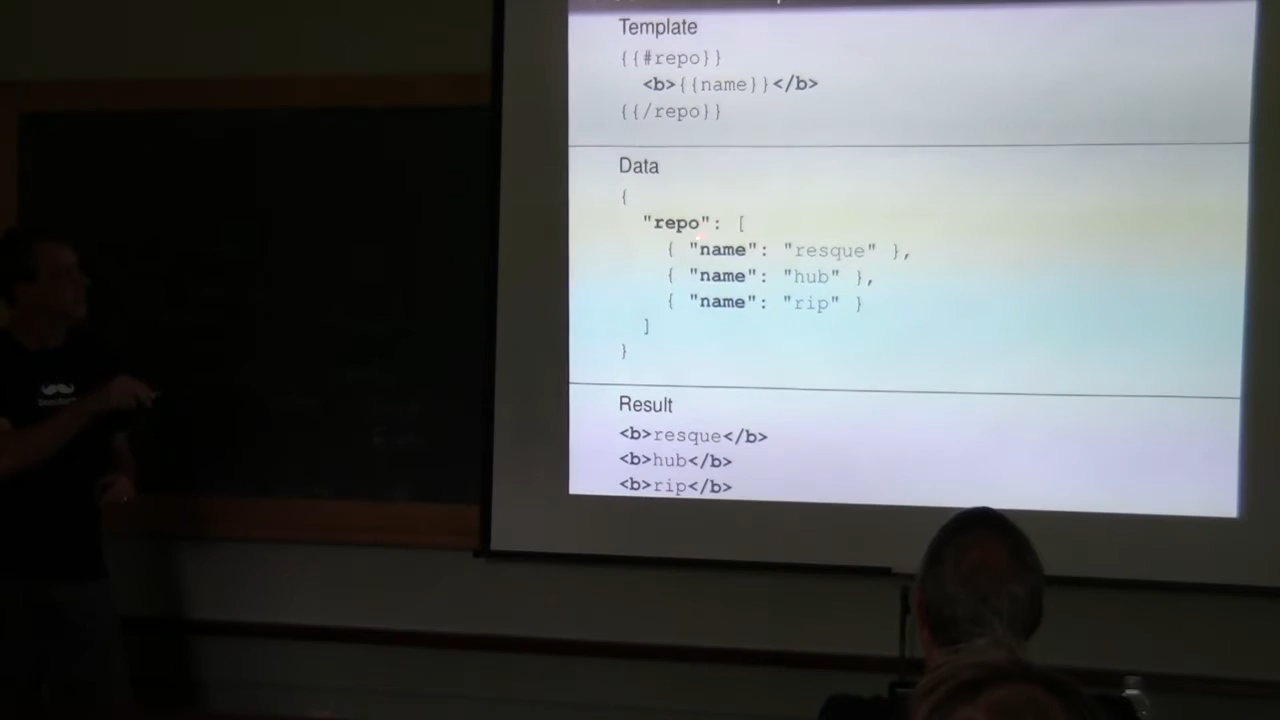 Template
{{#repo}}
<b>{{name}}</b>
{{/repo}}
Data
{
"repo": [
{ "name": "resque" },
{ "name": "hub" },
{ "name": "rip" }
]
}
Result
<b>resque</b>
<b>hub</b>
<b>rip</b>